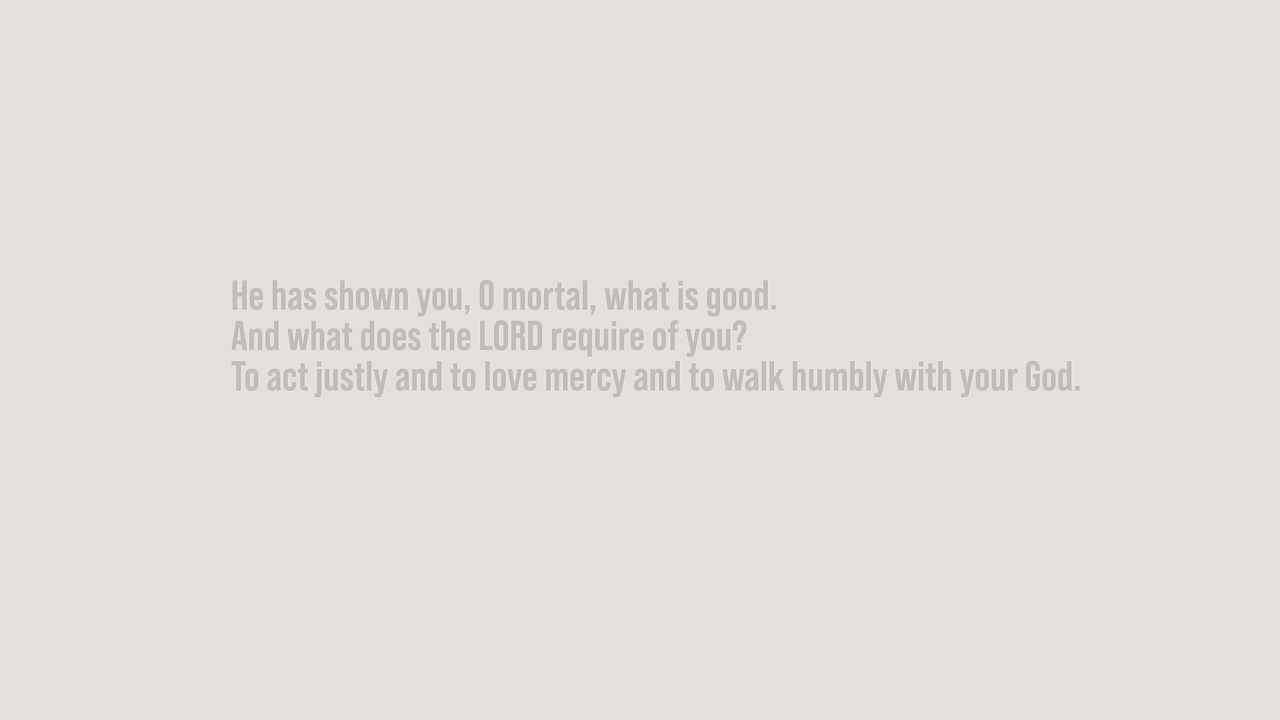 He has shown you, O mortal, what is good.
And what does the LORD require of you?
To act justly and to love mercy and to walk humbly with your God.